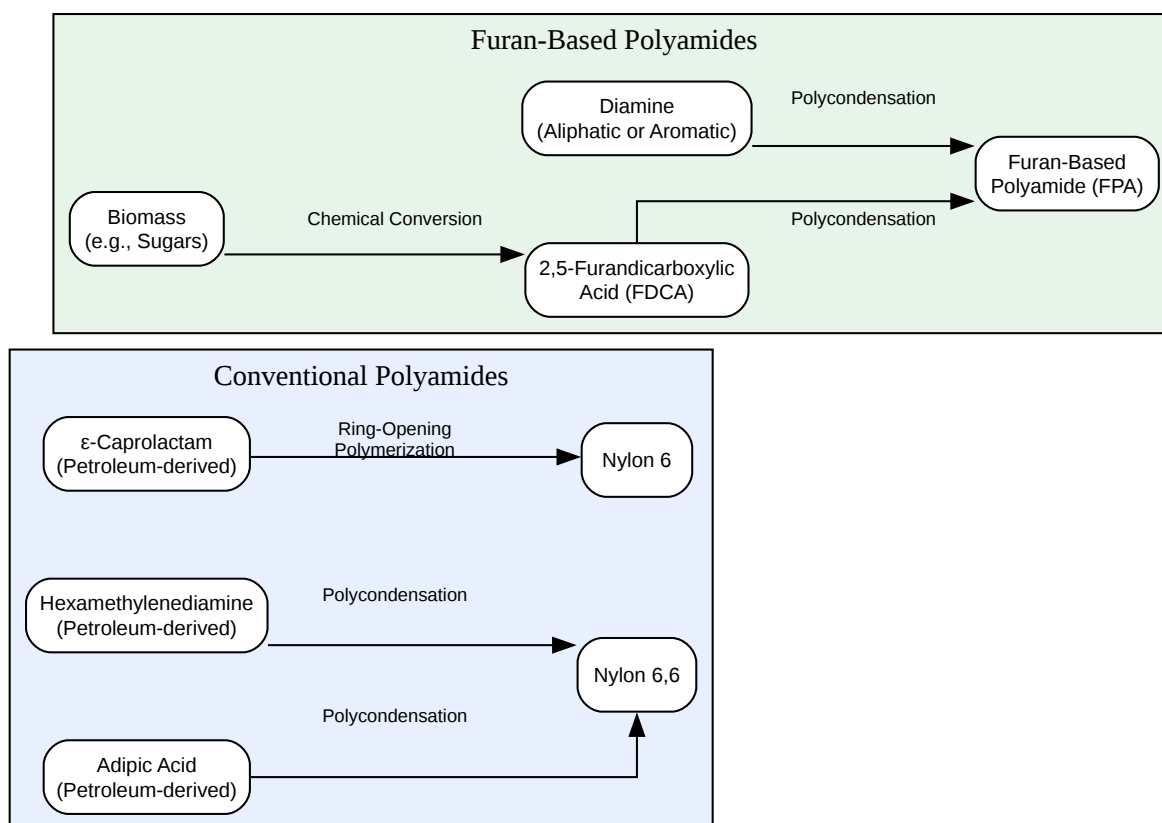 Furan-Based Polyamides
Diamine
(Aliphatic or Aromatic)
Polycondensation
Furan-Based
Polyamide (FPA)
Biomass
(e.g., Sugars)
Chemical Conversion
Polycondensation
2,5-Furandicarboxylic
Acid (FDCA)
Conventional Polyamides
ε-Caprolactam
(Petroleum-derived)
Ring-Opening
Polymerization
Nylon 6
Hexamethylenediamine
(Petroleum-derived)
Polycondensation
Nylon 6,6
Polycondensation
Adipic Acid
(Petroleum-derived)